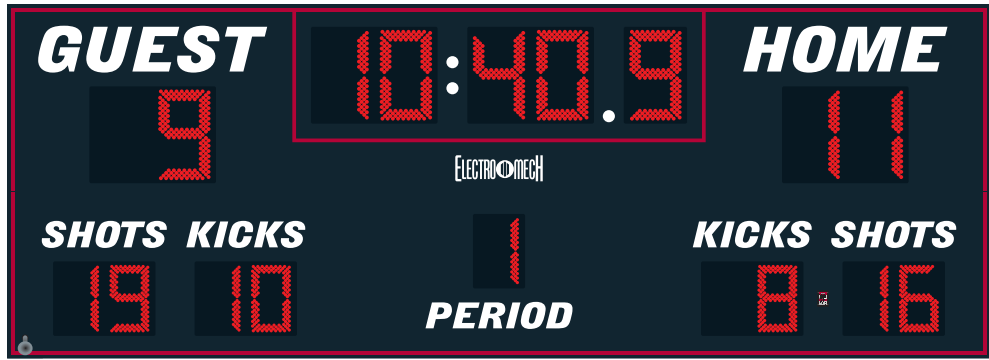 GUEST
10:40.9
HOME
9
11
ELECTRO-MECH
SHOTS KICKS
1
KICKS SHOTS
19
10
8
16
PERIOD